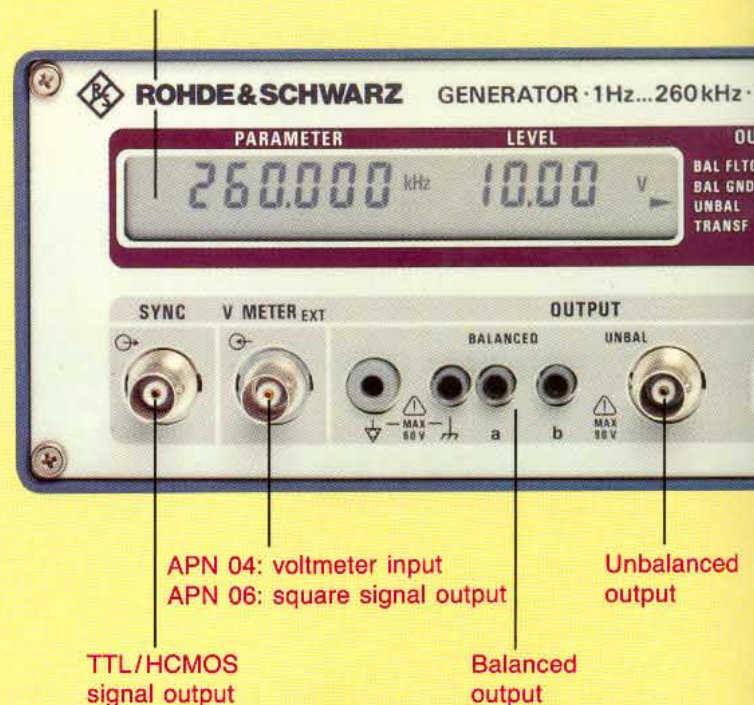 ROHDE & SCHWARZ GENERATOR · 1Hz...260kHz ·
PARAMETER LEVEL
260.000 kHz 10.00 V
BAL FLTG
BAL GND
UNBAL
TRANSF
SYNC V METER EXT OUTPUT
BALANCED UNBAL
MAX
60 V
a b
MAX
APN 04: voltmeter input
APN 06: square signal output
Unbalanced
output
TTL/HCMOS
signal output
Balanced
output